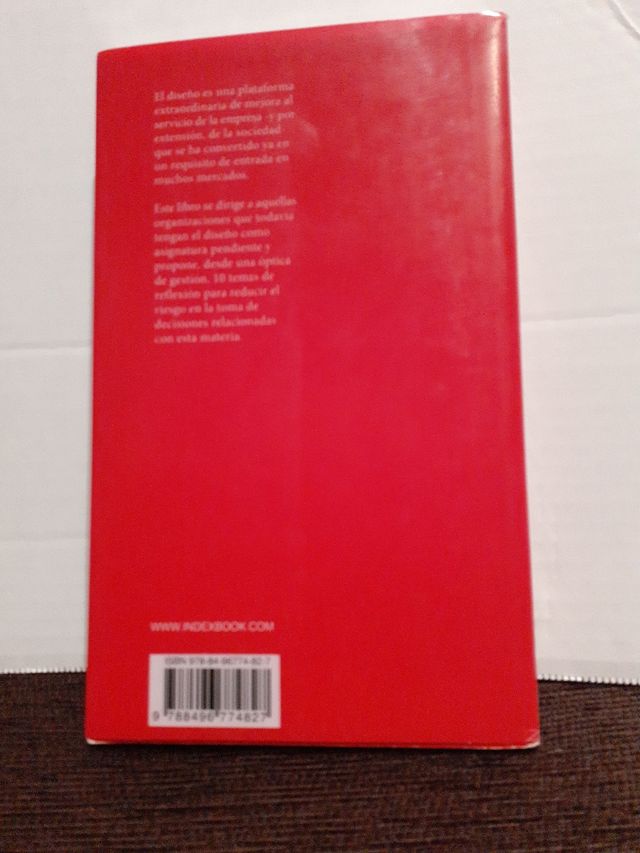 El diseño es una plataforma
extraordinaria de mejora al
servicio de la empresa -y por
extensión, de la sociedad-
que se ha convertido ya en
un requisito de entrada en
muchos mercados.
Este libro se dirige a aquellas
organizaciones que todavía
tengan el diseño como
asignatura pendiente y
propone, desde una óptica
de gestión, 10 temas de
reflexión para reducir el
riesgo en la toma de
decisiones relacionadas
con esta materia.
WWW.INDEXBOOK.COM
ISBN 978-84-96774-82-7
9 788496 774827